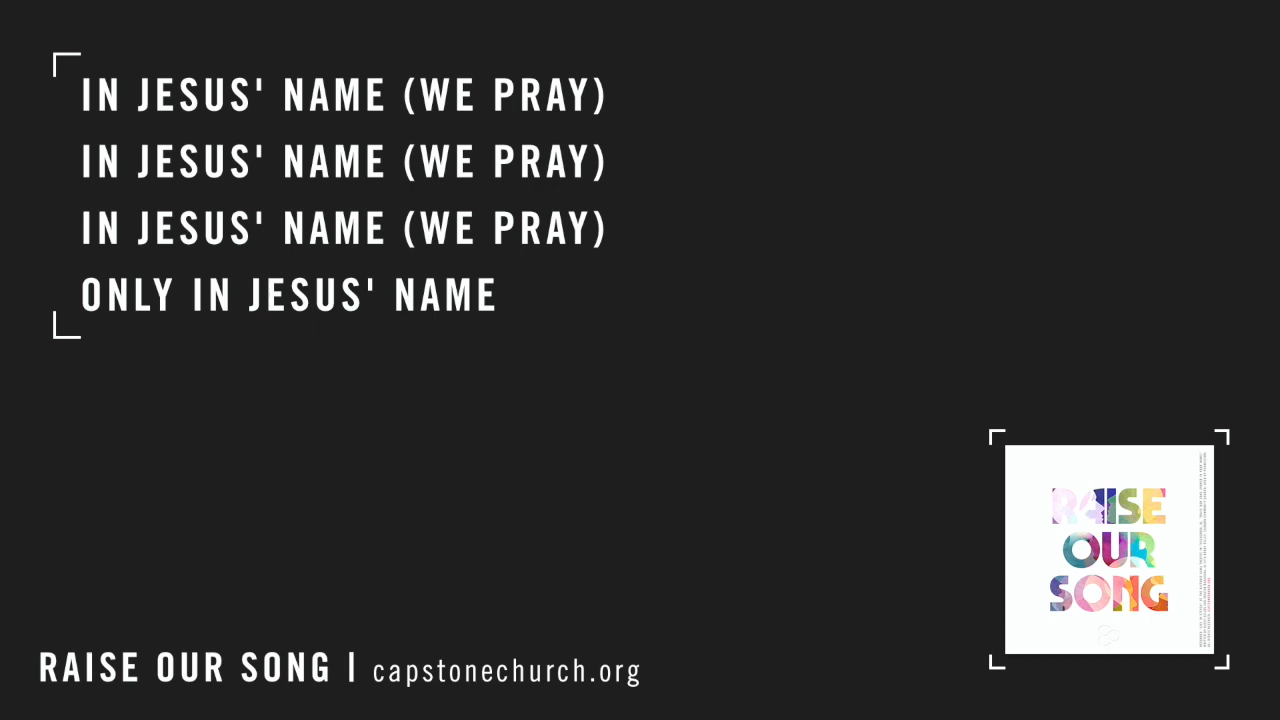 IN JESUS' NAME (WE PRAY)
IN JESUS' NAME (WE PRAY)
IN JESUS' NAME (WE PRAY)
ONLY IN JESUS' NAME
RAISE
OUR
SONG
RAISE OUR SONG | capstonechurch.org